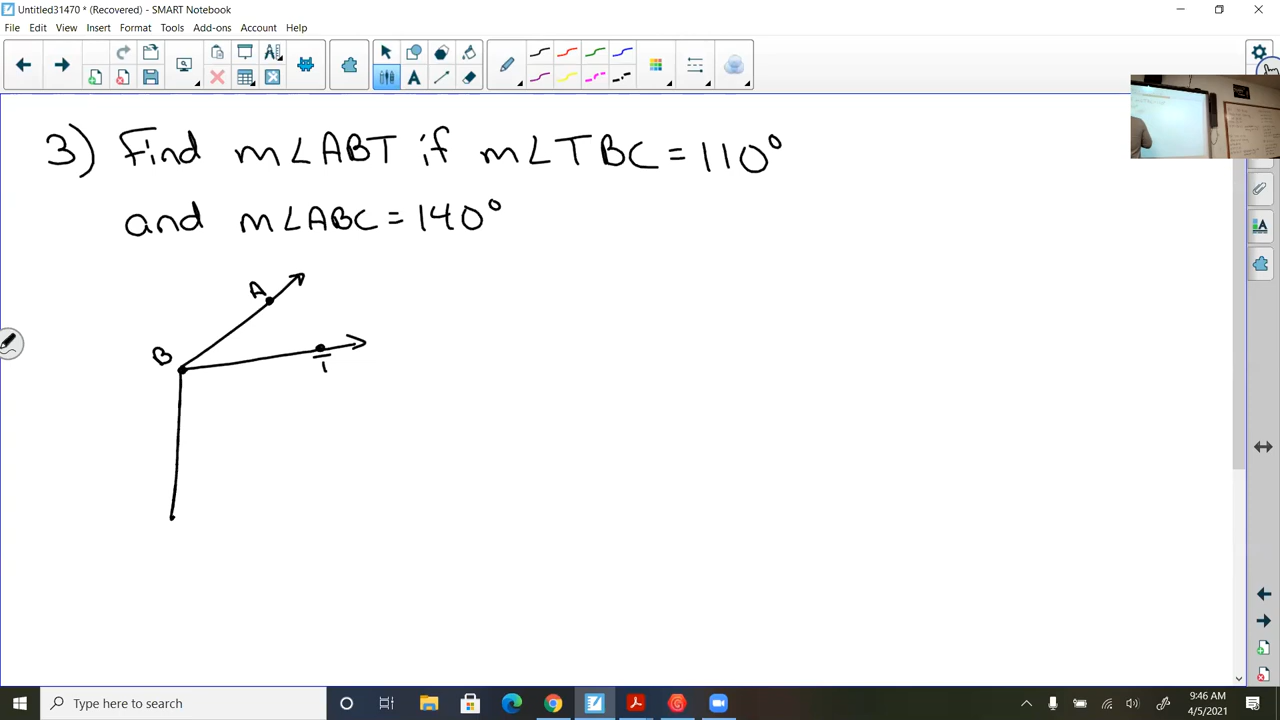 Untitled31470 * (Recovered) - SMART Notebook
File Edit View Insert Format Tools Add-ons Account Help
3) Find m∠ABT if m∠TBC = 110°
and m∠ABC = 140°
A
B
T
Type here to search
9:46 AM
4/5/2021